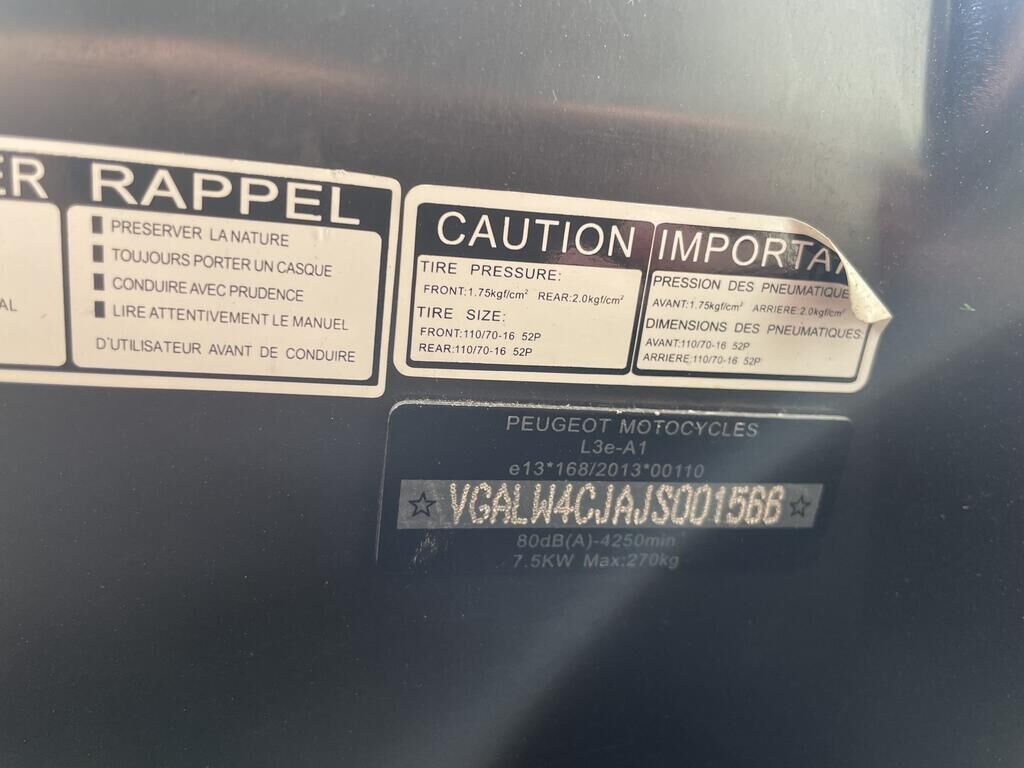 ER
AL
RAPPEL
PRESERVER LA NATURE
TOUJOURS PORTER UN CASQUE
CONDUIRE AVEC PRUDENCE
LIRE ATTENTIVEMENT LE MANUEL
D'UTILISATEUR AVANT DE CONDUIRE
CAUTION
TIRE PRESSURE:
FRONT:1.75kgf/cm² REAR:2.0kgf/cm²
TIRE SIZE:
FRONT:110/70-16 52P
REAR:110/70-16 52P
IMPORTA
PRESSION DES PNEUMATIQUE
AVANT:1.75kgf/cm² ARRIERE:2.0kgf/cm²
DIMENSIONS DES PNEUMATIQUES:
AVANT:110/70-16 52P
ARRIERE:110/70-16 52P
PEUGEOT MOTOCYCLES
L3e-A1
e13*168/2013*00110
☆ VGALW4CJAJS001566 ☆
80dB(A)-4250min
7.5KW Max:270kg